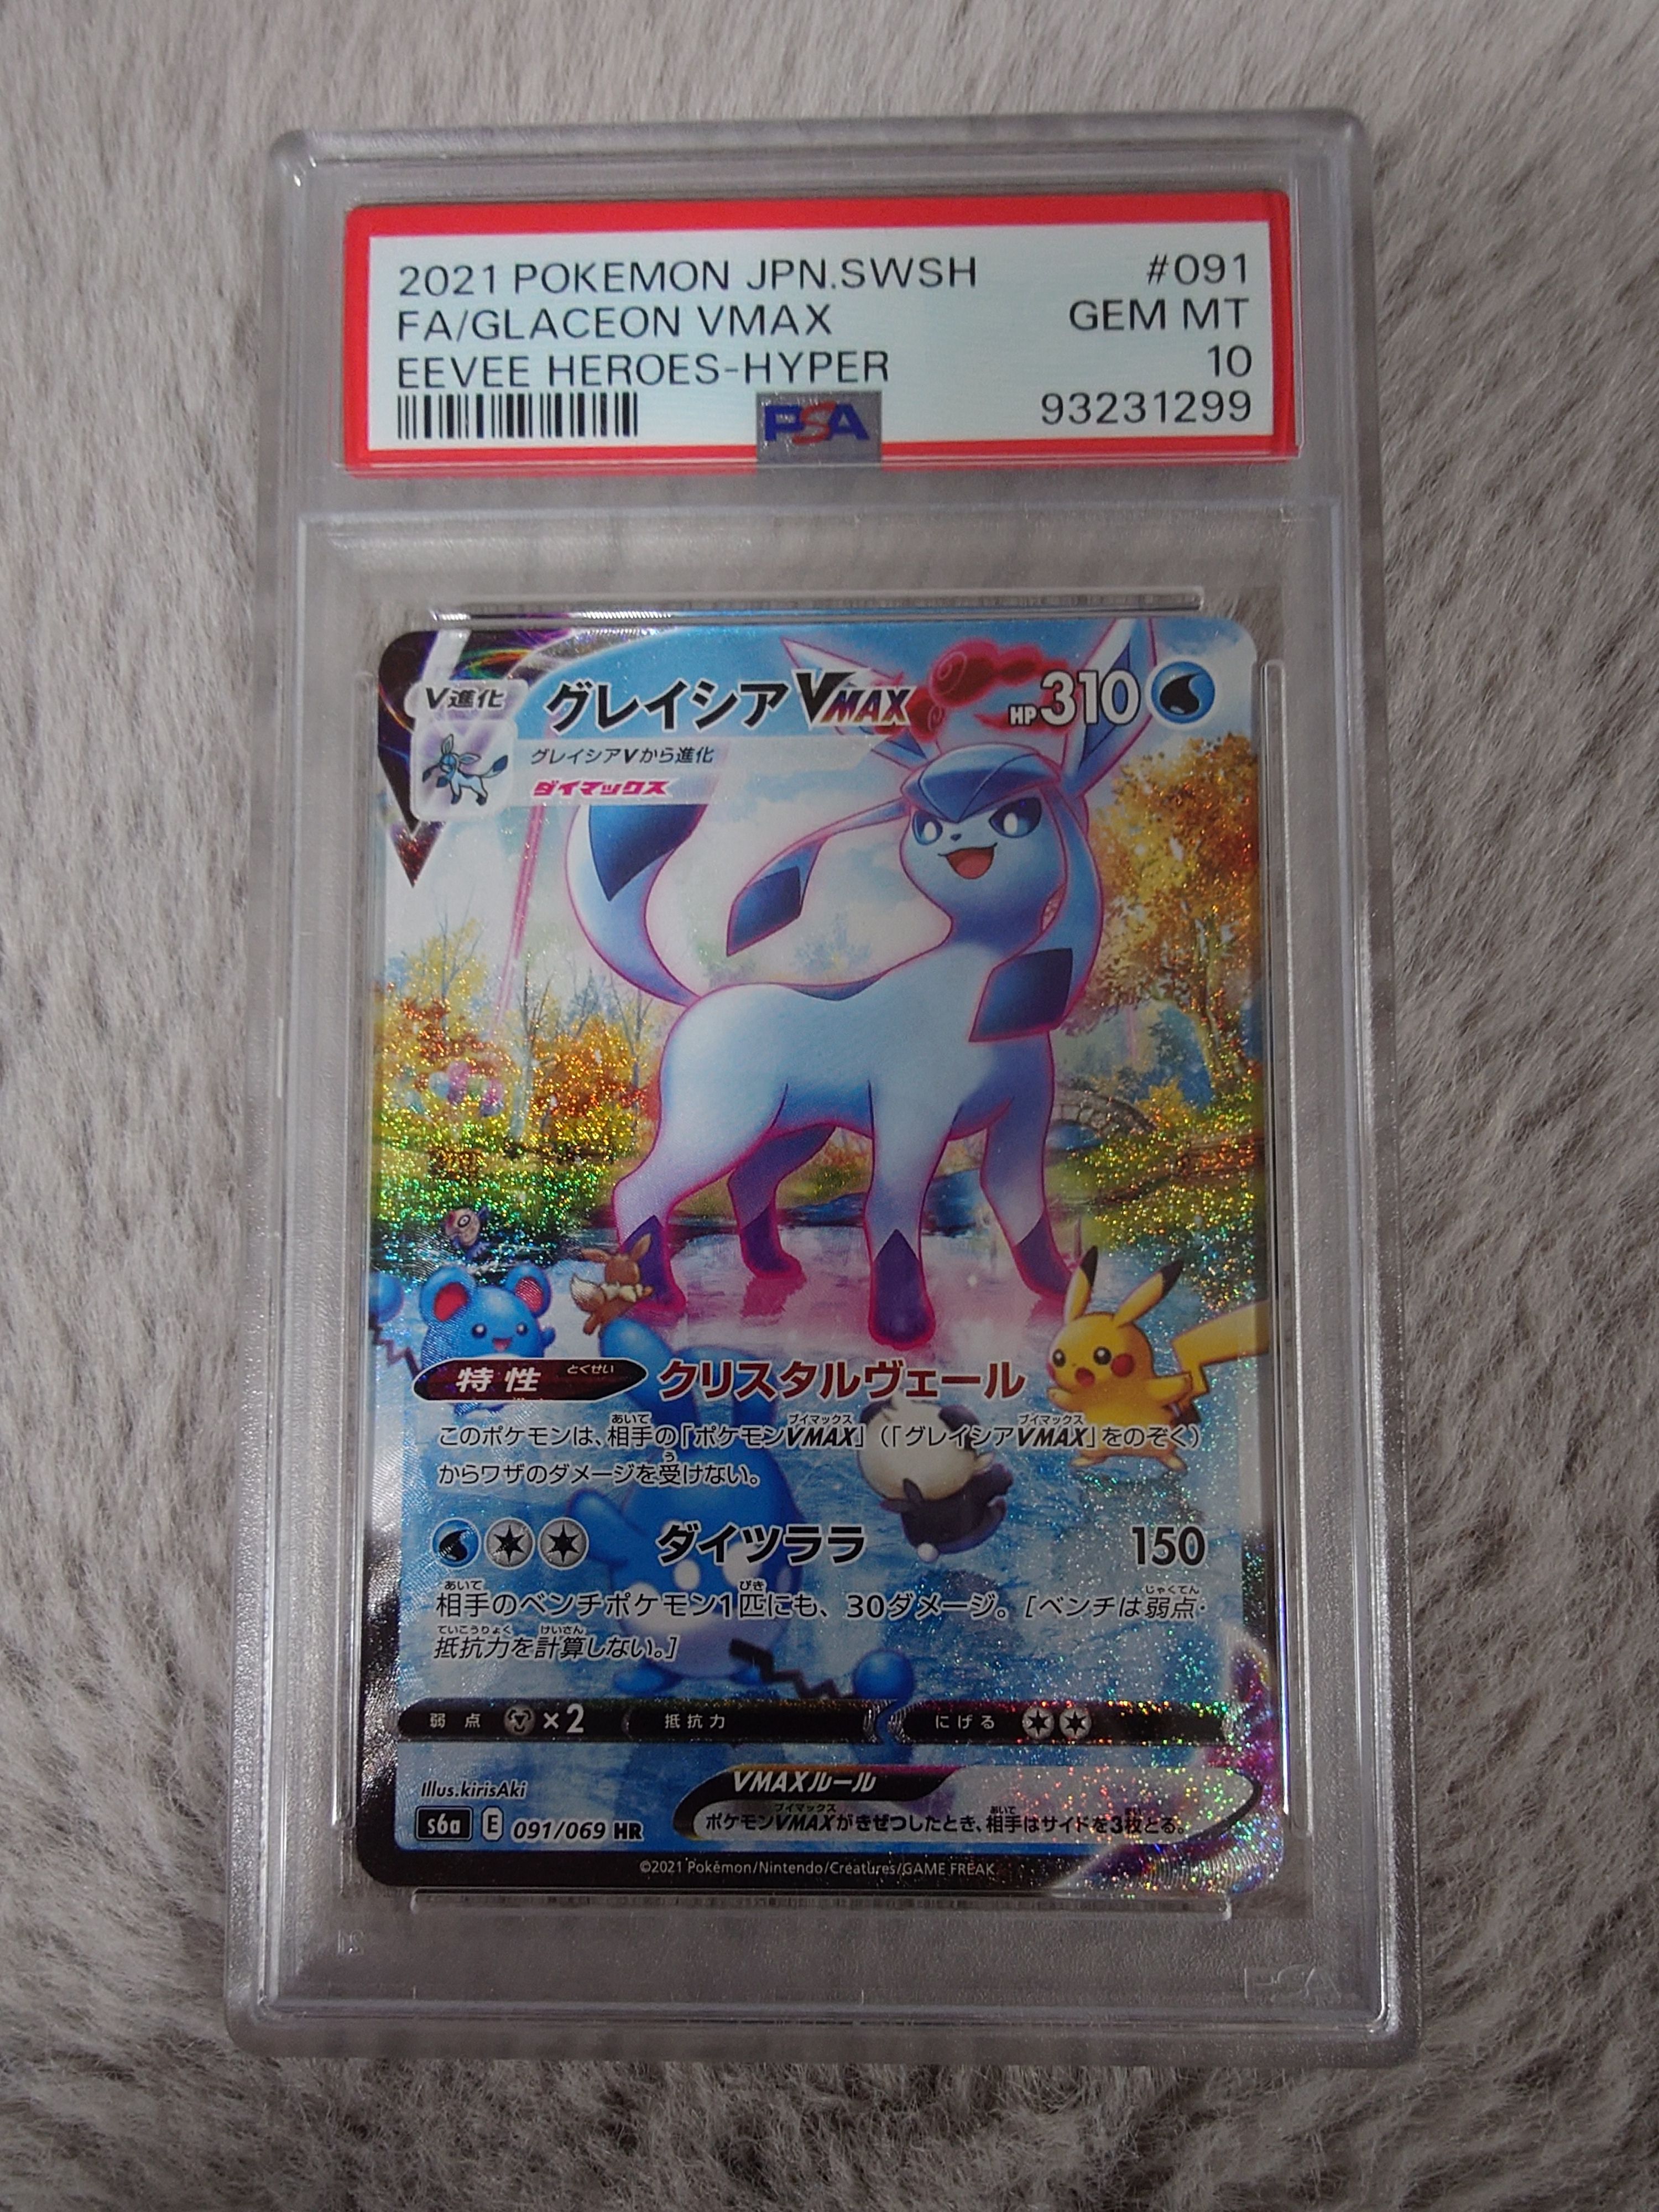 2021 POKEMON JPN.SWSH #091
FA/GLACEON VMAX GEM MT
EEVEE HEROES-HYPER 10
PSA 93231299
V進化 グレイシアVMAX HP310
グレイシアVから進化
ダイマックス
特性 とくせい クリスタルヴェール
このポケモンは、相手の「ポケモンVMAX」(「グレイシアVMAX」をのぞく)
からワザのダメージを受けない。
ダイツララ 150
相手のベンチポケモン1匹にも、30ダメージ。[ベンチは弱点・
抵抗力を計算しない。]
弱点 ×2 抵抗力 にげる
Illus.kirisAki
VMAXルール
s6a E 091/069 HR
ポケモンVMAXがきぜつしたとき、相手はサイドを3枚とる。
©2021 Pokémon/Nintendo/Creatures/GAME FREAK.
PSA